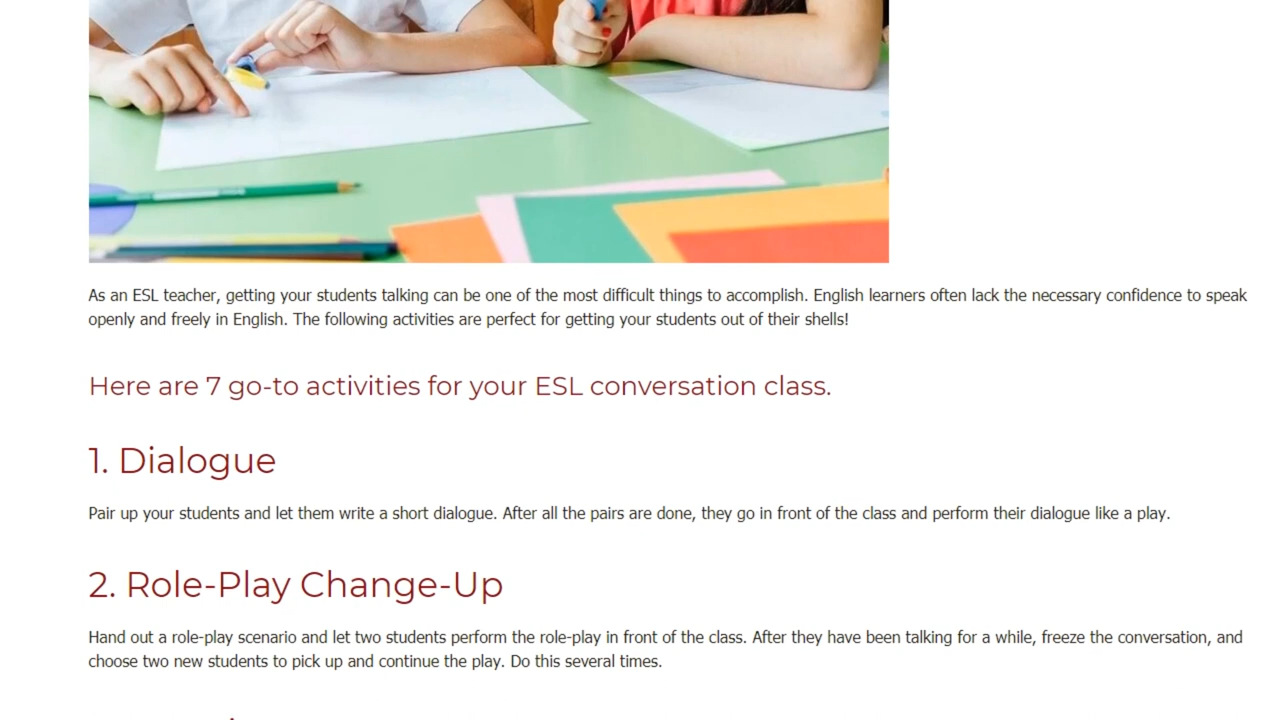 As an ESL teacher, getting your students talking can be one of the most difficult things to accomplish. English learners often lack the necessary confidence to speak
openly and freely in English. The following activities are perfect for getting your students out of their shells!
Here are 7 go-to activities for your ESL conversation class.
1. Dialogue
Pair up your students and let them write a short dialogue. After all the pairs are done, they go in front of the class and perform their dialogue like a play.
2. Role-Play Change-Up
Hand out a role-play scenario and let two students perform the role-play in front of the class. After they have been talking for a while, freeze the conversation, and
choose two new students to pick up and continue the play. Do this several times.